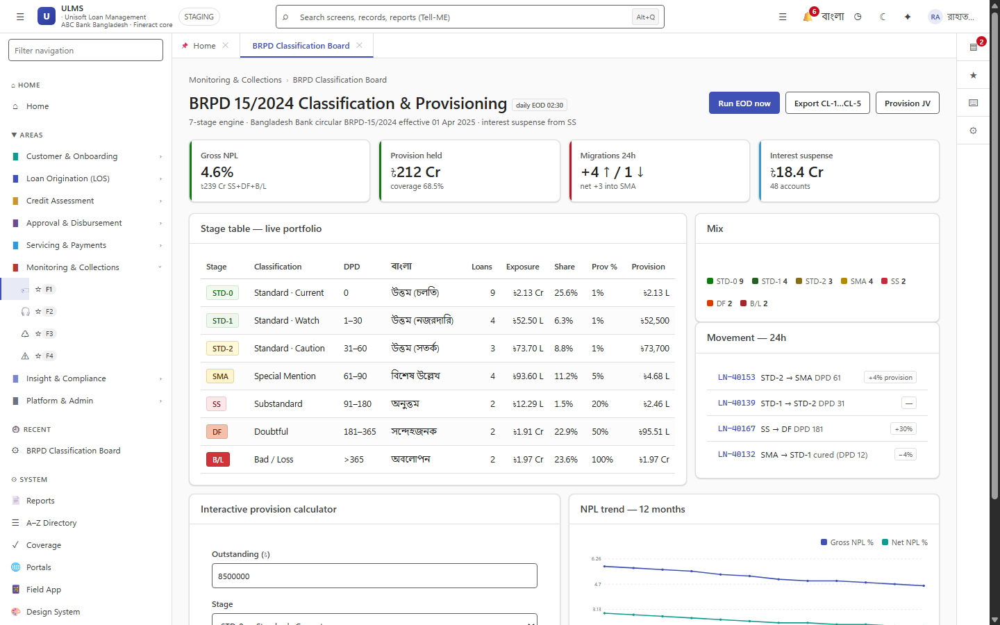 ULMS
· Unisoft Loan Management
ABC Bank Bangladesh · Fineract core
STAGING
Search screens, records, reports (Tell-ME)
Alt+Q
6
বাংলা
RA
রাহাত...
Filter navigation
HOME
Home
AREAS
Customer & Onboarding
Loan Origination (LOS)
Credit Assessment
Approval & Disbursement
Servicing & Payments
Monitoring & Collections
F1
F2
F3
F4
Insight & Compliance
Platform & Admin
RECENT
BRPD Classification Board
SYSTEM
Reports
A–Z Directory
Coverage
Portals
Field App
Design System
Home
BRPD Classification Board
2
Monitoring & Collections › BRPD Classification Board
BRPD 15/2024 Classification & Provisioning
daily EOD 02:30
Run EOD now
Export CL-1...CL-5
Provision JV
7-stage engine · Bangladesh Bank circular BRPD-15/2024 effective 01 Apr 2025 · interest suspense from SS
Gross NPL
4.6%
৳239 Cr SS+DF+B/L
Provision held
৳212 Cr
coverage 68.5%
Migrations 24h
+4 ↑ / 1 ↓
net +3 into SMA
Interest suspense
৳18.4 Cr
48 accounts
Stage table — live portfolio
Stage Classification DPD বাংলা Loans Exposure Share Prov % Provision
STD-0 Standard · Current 0 উত্তম (চলতি) 9 ৳2.13 Cr 25.6% 1% ৳2.13 L
STD-1 Standard · Watch 1–30 উত্তম (নজরদারি) 4 ৳52.50 L 6.3% 1% ৳52,500
STD-2 Standard · Caution 31–60 উত্তম (সতর্ক) 3 ৳73.70 L 8.8% 1% ৳73,700
SMA Special Mention 61–90 বিশেষ উল্লেখ 4 ৳93.60 L 11.2% 5% ৳4.68 L
SS Substandard 91–180 অনুত্তম 2 ৳12.29 L 1.5% 20% ৳2.46 L
DF Doubtful 181–365 সন্দেহজনক 2 ৳1.91 Cr 22.9% 50% ৳95.51 L
B/L Bad / Loss >365 অবলোপন 2 ৳1.97 Cr 23.6% 100% ৳1.97 Cr
Mix
STD-0 9 STD-1 4 STD-2 3 SMA 4 SS 2
DF 2 B/L 2
Movement — 24h
LN-40153 STD-2 → SMA DPD 61 +4% provision
LN-40139 STD-1 → STD-2 DPD 31 —
LN-40167 SS → DF DPD 181 +30%
LN-40132 SMA → STD-1 cured (DPD 12) −4%
Interactive provision calculator
Outstanding (৳)
8500000
Stage
NPL trend — 12 months
Gross NPL % Net NPL %
6.26
4.7
3.13